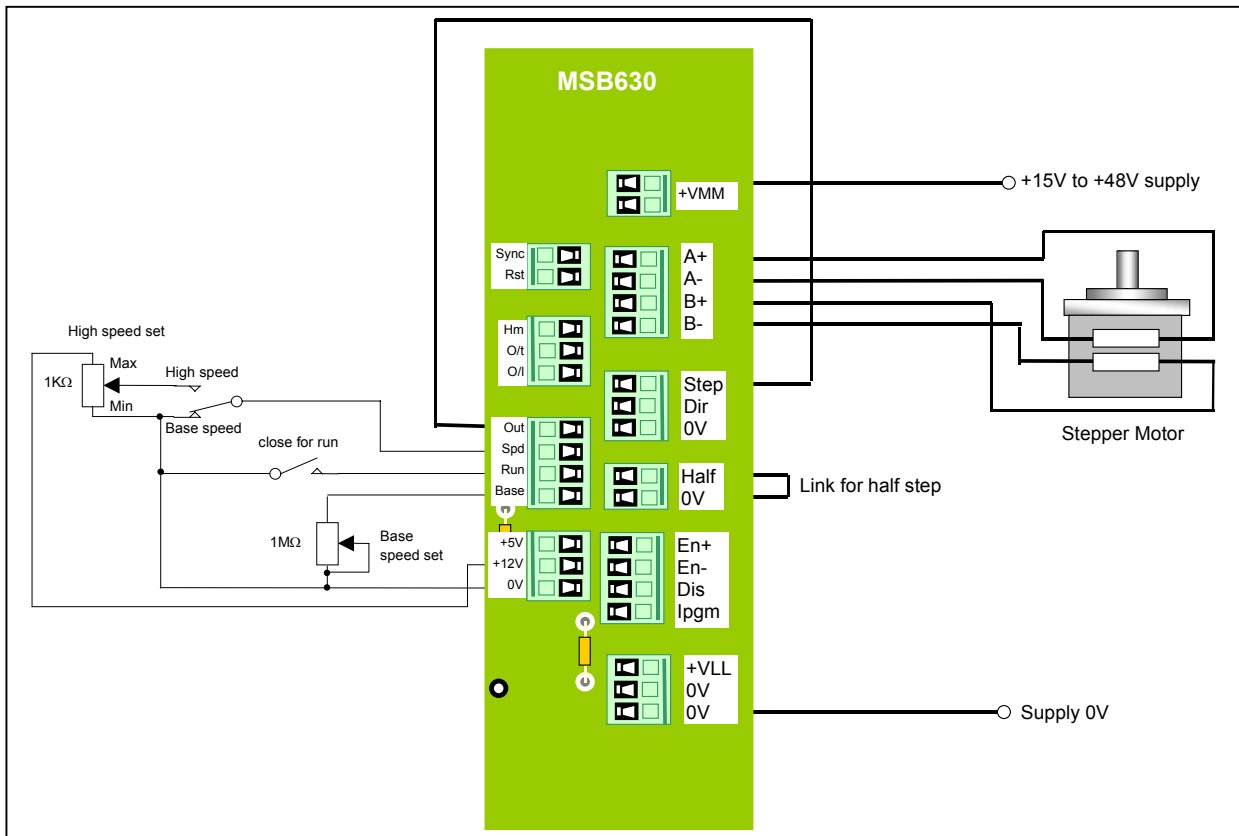 MSB630
+VMM
+15V to +48V supply
Sync
Rst
A+
A-
B+
B-
Hm
O/t
O/l
High speed set
Max
1KΩ
High speed
Min
Base speed
close for run
Out
Spd
Run
Base
Step
Dir
0V
Stepper Motor
Half
0V
Link for half step
1MΩ
Base
speed set
+5V
+12V
0V
En+
En-
Dis
Ipgm
+VLL
0V
0V
Supply 0V